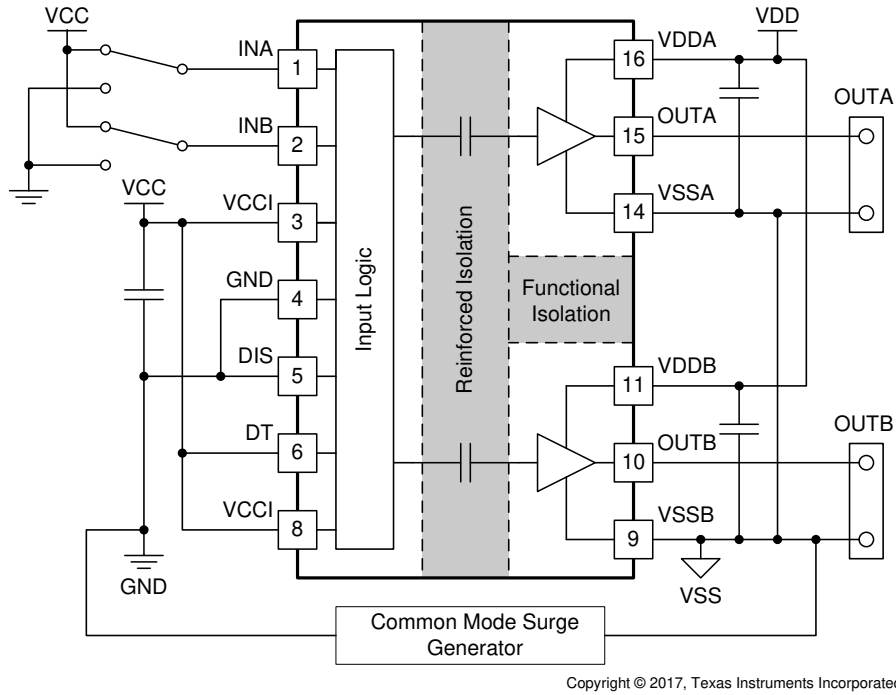 VCC
VDD
INA
1
16
VDDA
OUTA
15
OUTA
INB
2
14
VSSA
VCC
VCCI
3
GND
4
Functional
Isolation
Input Logic
Reinforced Isolation
DIS
5
11
VDDB
OUTB
DT
6
10
OUTB
VCCI
8
9
VSSB
GND
VSS
Common Mode Surge
Generator
Copyright © 2017, Texas Instruments Incorporated